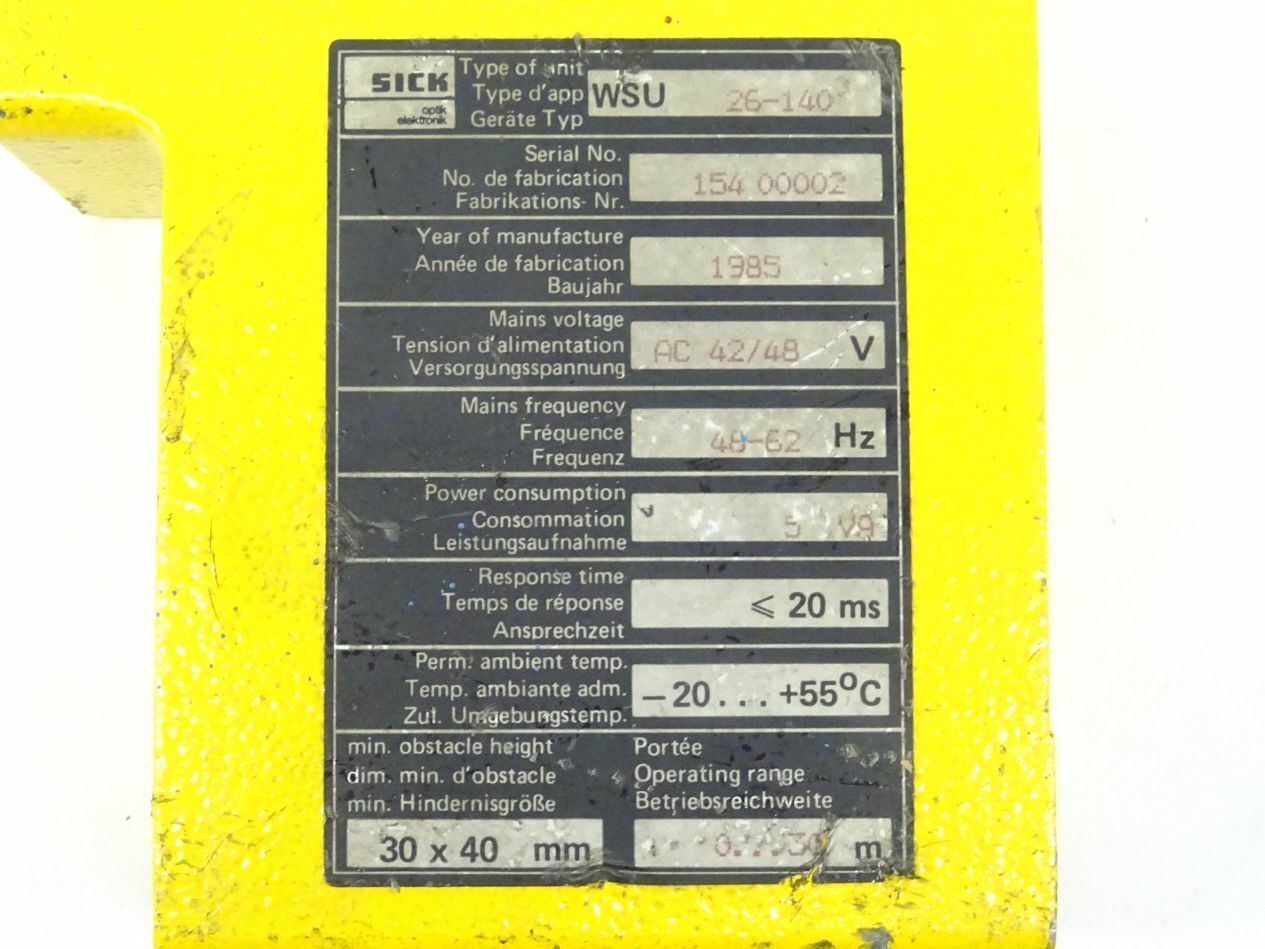 SICK
optik
elektronik
Type of unit
Type d'app
Geräte Typ
WSU 26-140
Serial No.
No. de fabrication
Fabrikations- Nr.
154 00002
Year of manufacture
Année de fabrication
Baujahr
1985
Mains voltage
Tension d'alimentation
Versorgungsspannung
AC 42/48 V
Mains frequency
Fréquence
Frequenz
48-62 Hz
Power consumption
Consommation
Leistungsaufnahme
5
Response time
Temps de réponse
Ansprechzeit
⩽ 20 ms
Perm. ambient temp.
Temp. ambiante adm.
Zul. Umgebungstemp.
–20 . . . +55°C
min. obstacle height
dim. min. d'obstacle
min. Hindernisgröße
30 x 40 mm
Portée
Operating range
Betriebsreichweite
m